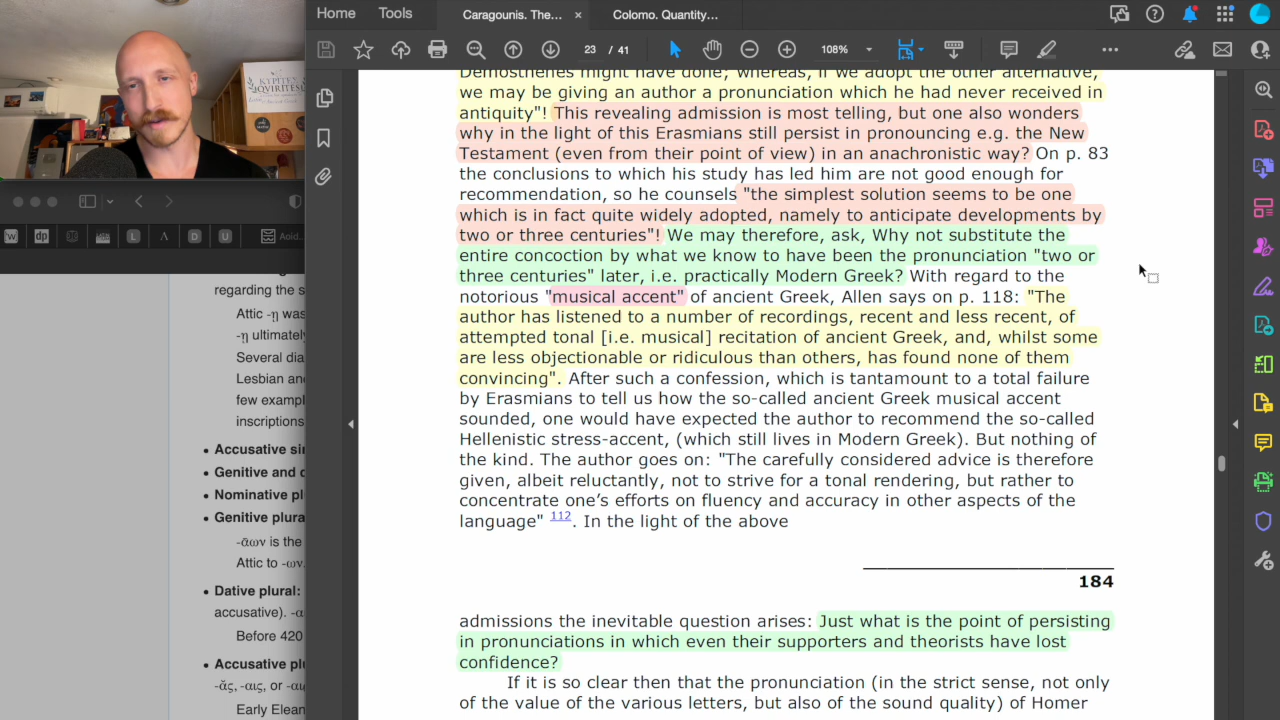 Home
Tools
Caragounis. The...
×
Colomo. Quantity...
23 / 41
108%
ΚΤΡΙΤΕΣ
QVIRITES
W
dp
L
Λ
D
U
Aoid...
regarding the s
Attic -η was
-η ultimately
Several dia
Lesbian and
few exampl
inscriptions
• Accusative si
• Genitive and d
• Nominative pl
• Genitive plura
-ᾱων is the
Attic to -ων.
• Dative plural:
accusative). -α
Before 420
• Accusative plu
-ᾰς, -αις, or -αι
Early Elean
Demosthenes might have done; whereas, if we adopt the other alternative,
we may be giving an author a pronunciation which he had never received in
antiquity"! This revealing admission is most telling, but one also wonders
why in the light of this Erasmians still persist in pronouncing e.g. the New
Testament (even from their point of view) in an anachronistic way? On p. 83
the conclusions to which his study has led him are not good enough for
recommendation, so he counsels "the simplest solution seems to be one
which is in fact quite widely adopted, namely to anticipate developments by
two or three centuries"! We may therefore, ask, Why not substitute the
entire concoction by what we know to have been the pronunciation "two or
three centuries" later, i.e. practically Modern Greek? With regard to the
notorious "musical accent" of ancient Greek, Allen says on p. 118: "The
author has listened to a number of recordings, recent and less recent, of
attempted tonal [i.e. musical] recitation of ancient Greek, and, whilst some
are less objectionable or ridiculous than others, has found none of them
convincing". After such a confession, which is tantamount to a total failure
by Erasmians to tell us how the so-called ancient Greek musical accent
sounded, one would have expected the author to recommend the so-called
Hellenistic stress-accent, (which still lives in Modern Greek). But nothing of
the kind. The author goes on: "The carefully considered advice is therefore
given, albeit reluctantly, not to strive for a tonal rendering, but rather to
concentrate one's efforts on fluency and accuracy in other aspects of the
language" 112. In the light of the above
184
admissions the inevitable question arises: Just what is the point of persisting
in pronunciations in which even their supporters and theorists have lost
confidence?
If it is so clear then that the pronunciation (in the strict sense, not only
of the value of the various letters, but also of the sound quality) of Homer